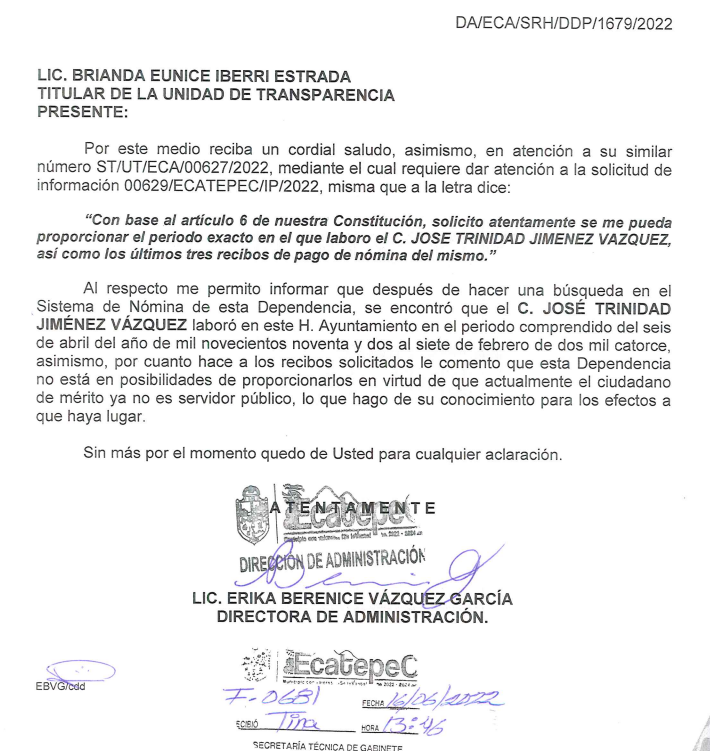 DA/ECA/SRH/DDP/1679/2022
LIC. BRIANDA EUNICE IBERRI ESTRADA
TITULAR DE LA UNIDAD DE TRANSPARENCIA
PRESENTE:
Por este medio reciba un cordial saludo, asimismo, en atención a su similar
número ST/UT/ECA/00627/2022, mediante el cual requiere dar atención a la solicitud de
información 00629/ECATEPEC/IP/2022, misma que a la letra dice:
“Con base al artículo 6 de nuestra Constitución, solicito atentamente se me pueda
proporcionar el periodo exacto en el que laboro el C. JOSE TRINIDAD JIMENEZ VAZQUEZ,
así como los últimos tres recibos de pago de nómina del mismo.”
Al respecto me permito informar que después de hacer una búsqueda en el
Sistema de Nómina de esta Dependencia, se encontró que el C. JOSÉ TRINIDAD
JIMÉNEZ VÁZQUEZ laboró en este H. Ayuntamiento en el periodo comprendido del seis
de abril del año de mil novecientos noventa y dos al siete de febrero de dos mil catorce,
asimismo, por cuanto hace a los recibos solicitados le comento que esta Dependencia
no está en posibilidades de proporcionarlos en virtud de que actualmente el ciudadano
de mérito ya no es servidor público, lo que hago de su conocimiento para los efectos a
que haya lugar.
Sin más por el momento quedo de Usted para cualquier aclaración.
ATENTAMENTE
Ecatepec
DIRECCIÓN DE ADMINISTRACIÓN
LIC. ERIKA BERENICE VÁZQUEZ GARCÍA
DIRECTORA DE ADMINISTRACIÓN.
EBVG/cdd
Ecatepec
F-0681
FECHA 16/06/2022
RECIBIÓ Tina
HORA 13:46
SECRETARÍA TÉCNICA DE GABINETE